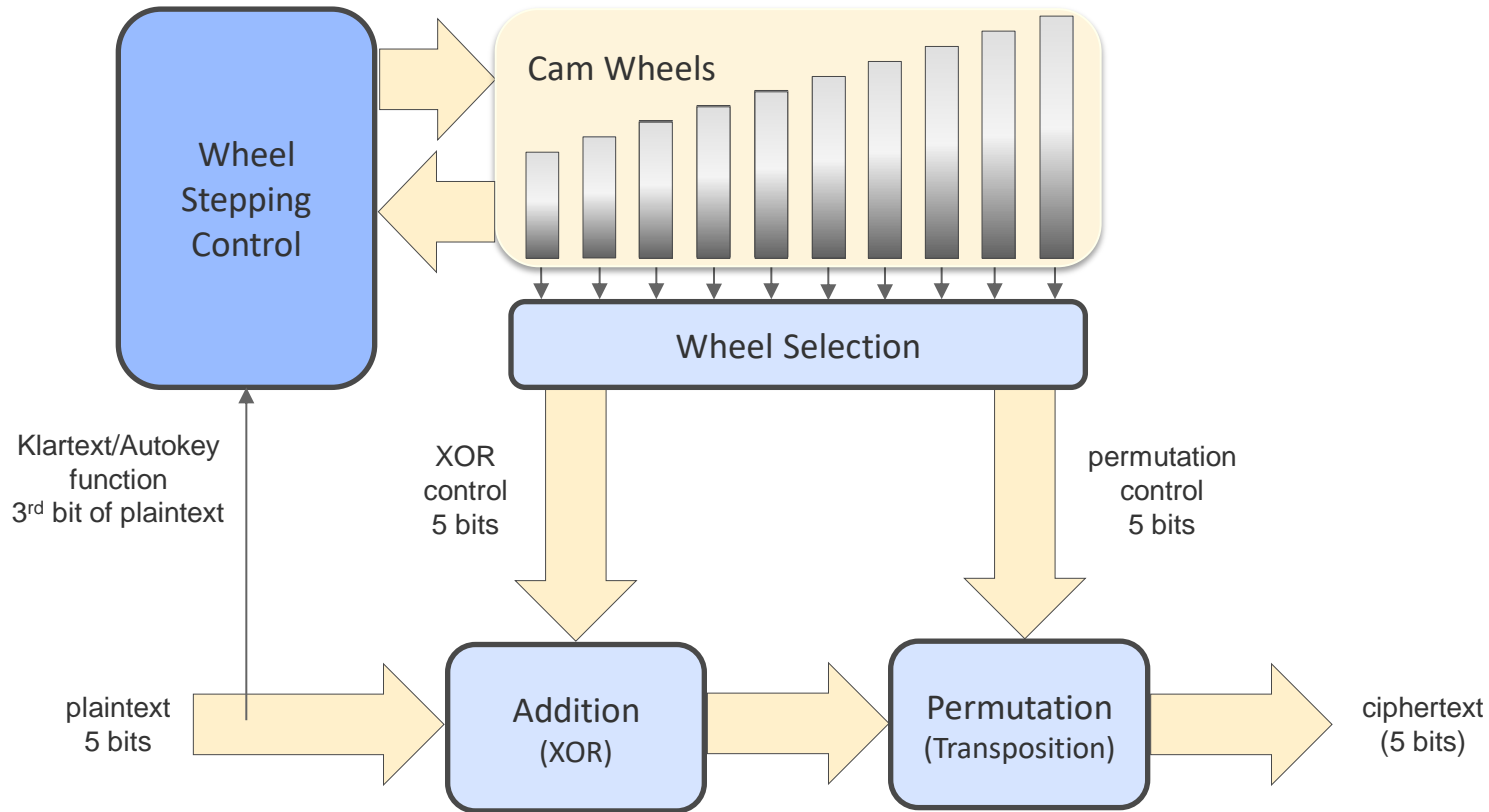 Cam Wheels
Wheel
Stepping
Control
Wheel Selection
Klartext/Autokey
function
3rd bit of plaintext
XOR
control
5 bits
permutation
control
5 bits
plaintext
5 bits
Addition
(XOR)
Permutation
(Transposition)
ciphertext
(5 bits)